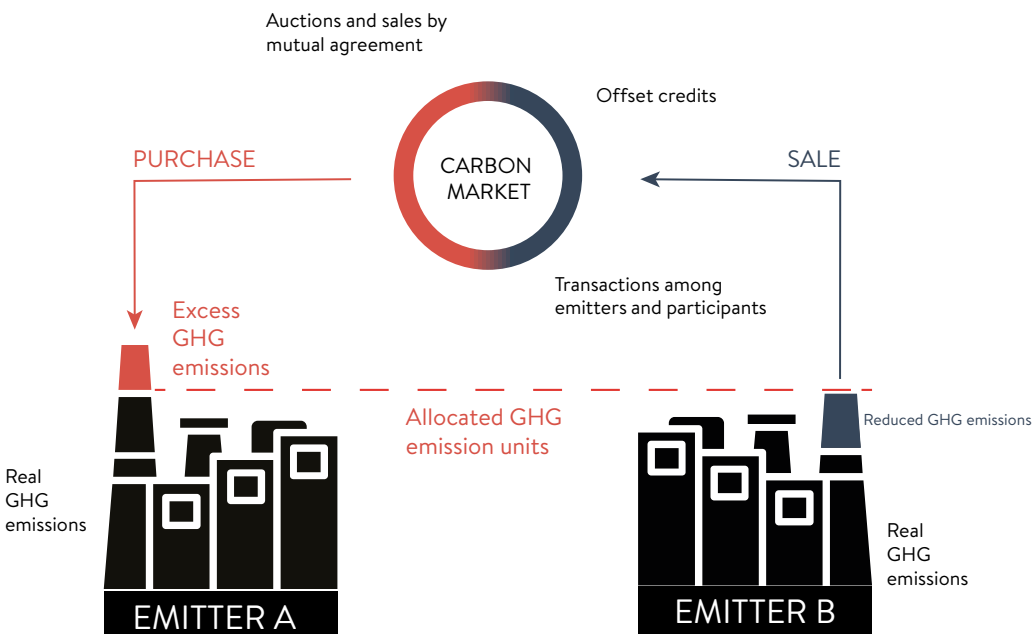 Auctions and sales by
mutual agreement
Offset credits
PURCHASE
CARBON
MARKET
SALE
Transactions among
emitters and participants
Excess
GHG
emissions
Allocated GHG
emission units
Reduced GHG emissions
Real
GHG
emissions
Real
GHG
emissions
EMITTER A
EMITTER B